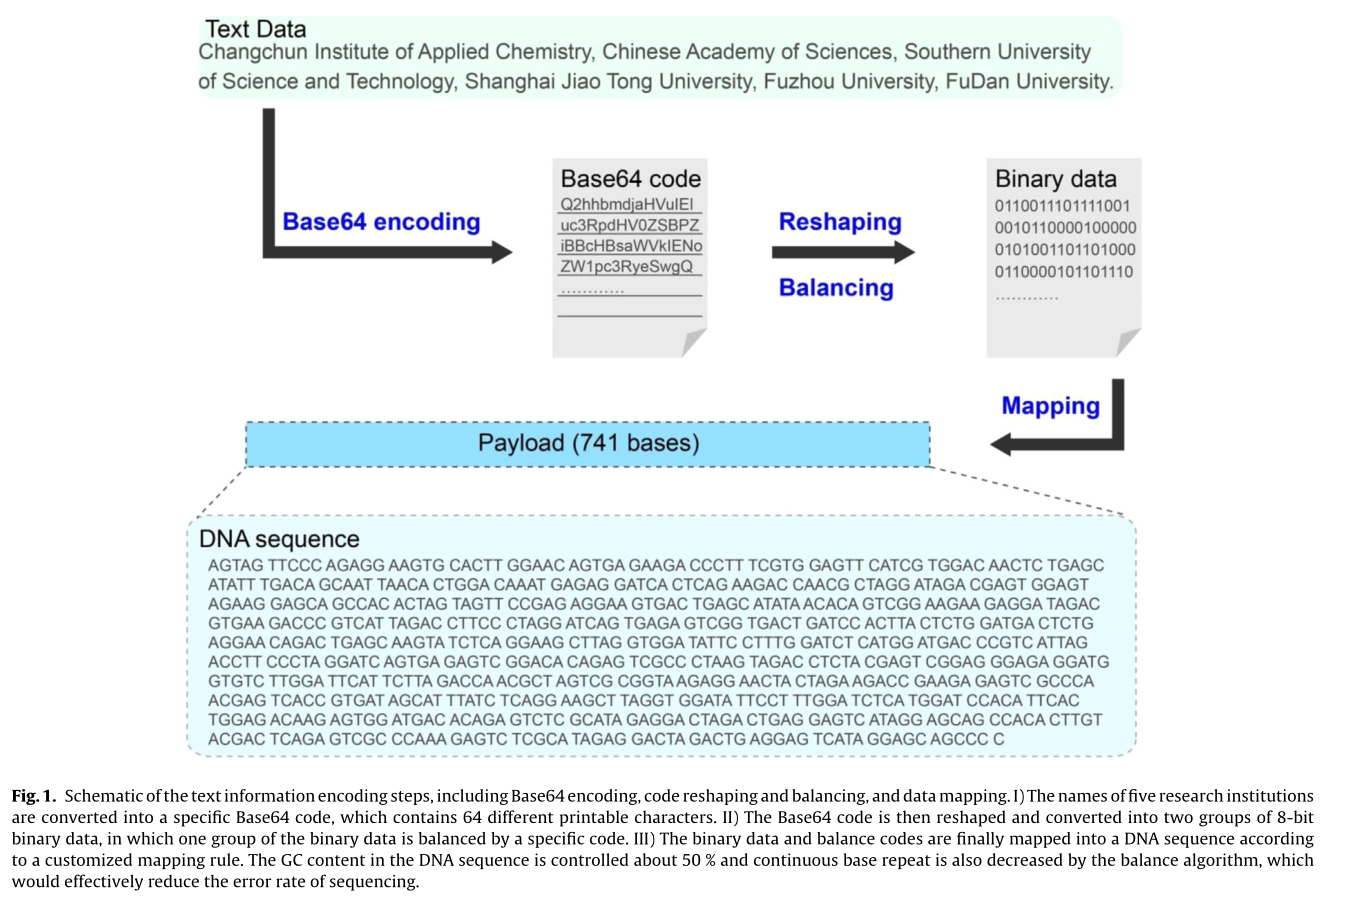 Text Data
Changchun Institute of Applied Chemistry, Chinese Academy of Sciences, Southern University
of Science and Technology, Shanghai Jiao Tong University, Fuzhou University, FuDan University.
Base64 encoding
Base64 code
Q2hhbmdjaHVuIEl
uc3RpdHV0ZSBPZ
iBBcHBsaWVkIENo
ZW1pc3RyeSwgQ
............
Reshaping
Balancing
Binary data
0110011101111001
0010110000100000
0101001101101000
0110000101101110
............
Mapping
Payload (741 bases)
DNA sequence
AGTAG TTCCC AGAGG AAGTG CACTT GGAAC AGTGA GAAGA CCCTT TCGTG GAGTT CATCG TGGAC AACTC TGAGC
ATATT TGACA GCAAT TAACA CTGGA CAAAT GAGAG GATCA CTCAG AAGAC CAACG CTAGG ATAGA CGAGT GGAGT
AGAAG GAGCA GCCAC ACTAG TAGTT CCGAG AGGAA GTGAC TGAGC ATATA ACACA GTCGG AAGAA GAGGA TAGAC
GTGAA GACCC GTCAT TAGAC CTTCC CTAGG ATCAG TGAGA GTCGG TGACT GATCC ACTTA CTCTG GATGA CTCTG
AGGAA CAGAC TGAGC AAGTA TCTCA GGAAG CTTAG GTGGA TATTC CTTTG GATCT CATGG ATGAC CCGTC ATTAG
ACCTT CCCTA GGATC AGTGA GAGTC GGACA CAGAG TCGCC CTAAG TAGAC CTCTA CGAGT CGGAG GGAGA GGATG
GTGTC TTGGA TTCAT TCTTA GACCA ACGCT AGTCG CGGTA AGAGG AACTA CTAGA AGACC GAAGA GAGTC GCCCA
ACGAG TCACC GTGAT AGCAT TTATC TCAGG AAGCT TAGGT GGATA TTCCT TTGGA TCTCA TGGAT CCACA TTCAC
TGGAG ACAAG AGTGG ATGAC ACAGA GTCTC GCATA GAGGA CTAGA CTGAG GAGTC ATAGG AGCAG CCACA CTTGT
ACGAC TCAGA GTCGC CCAAA GAGTC TCGCA TAGAG GACTA GACTG AGGAG TCATA GGAGC AGCCC C
Fig. 1. Schematic of the text information encoding steps, including Base64 encoding, code reshaping and balancing, and data mapping. I) The names of five research institutions
are converted into a specific Base64 code, which contains 64 different printable characters. II) The Base64 code is then reshaped and converted into two groups of 8-bit
binary data, in which one group of the binary data is balanced by a specific code. III) The binary data and balance codes are finally mapped into a DNA sequence according
to a customized mapping rule. The GC content in the DNA sequence is controlled about 50 % and continuous base repeat is also decreased by the balance algorithm, which
would effectively reduce the error rate of sequencing.